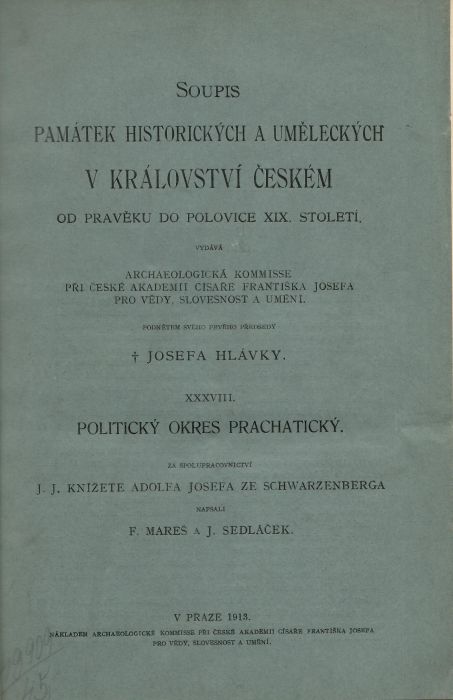 SOUPIS
PAMÁTEK HISTORICKÝCH A UMĚLECKÝCH
V KRÁLOVSTVÍ ČESKÉM
OD PRAVĚKU DO POLOVICE XIX. STOLETÍ.
VYDÁVÁ
ARCHAEOLOGICKÁ KOMMISSE
PŘI ČESKÉ AKADEMII CÍSAŘE FRANTIŠKA JOSEFA
PRO VĚDY, SLOVESNOST A UMĚNÍ.
PODNĚTEM SVÉHO PRVÉHO PŘEDSEDY
† JOSEFA HLÁVKY.
XXXVIII.
POLITICKÝ OKRES PRACHATICKÝ.
ZA SPOLUPRACOVNICTVÍ
J. J. KNÍŽETE ADOLFA JOSEFA ZE SCHWARZENBERGA
NAPSALI
F. MAREŠ A J. SEDLÁČEK.
V PRAZE 1913.
NÁKLADEM ARCHAEOLOGICKÉ KOMMISSE PŘI ČESKÉ AKADEMII CÍSAŘE FRANTIŠKA JOSEFA
PRO VĚDY, SLOVESNOST A UMĚNÍ.